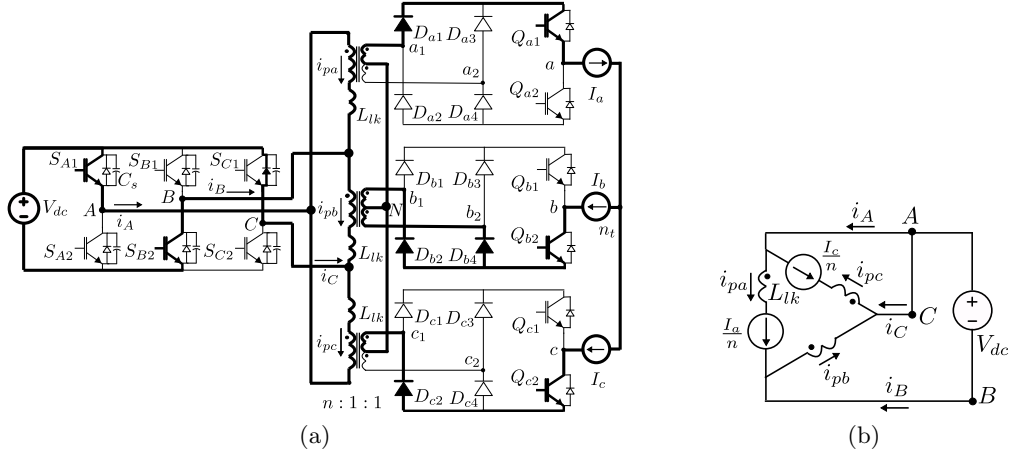 D_{a1} D_{a3} Q_{a1}
a_1
a
i_{pa} a_2 I_a
Q_{a2}
L_{lk} D_{a2} D_{a4}
S_{A1} S_{B1} S_{C1}
C_s i_B
V_{dc} B
D_{b1} D_{b3} Q_{b1} I_b
A i_{pb} N b_1 b_2 b
i_A C n_t
S_{A2} S_{B2} S_{C2} L_{lk} D_{b2} D_{b4} Q_{b2}
i_C
L_{lk} D_{c1} D_{c3} Q_{c1}
c_1
i_{pc} c
c_2 I_c
D_{c2} D_{c4} Q_{c2}
n : 1 : 1
(a)
i_A A
\frac{I_c}{n} i_{pc}
i_{pa} L_{lk}
i_C C
\frac{I_a}{n} V_{dc}
i_{pb}
i_B B
(b)